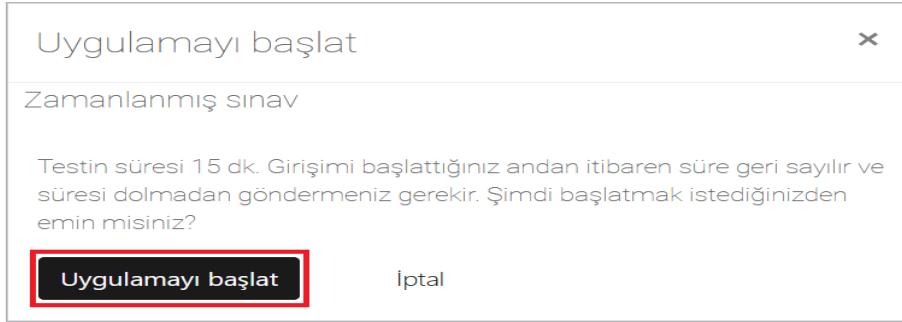 Uygulamayı başlat ×
Zamanlanmış sınav
Testin süresi 15 dk. Girişimi başlattığınız andan itibaren süre geri sayılır ve
süresi dolmadan göndermeniz gerekir. Şimdi başlatmak istediğinizden
emin misiniz?
Uygulamayı başlat İptal